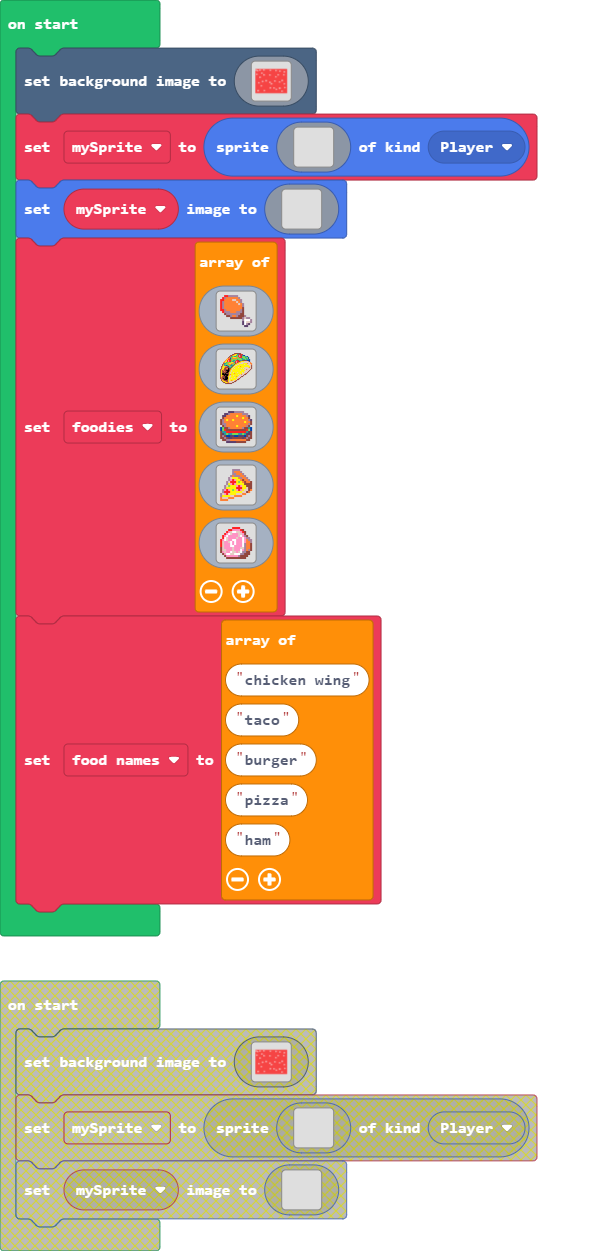 on start
set background image to
set mySprite to sprite of kind Player
set mySprite image to
array of
set foodies to
array of
"chicken wing"
"taco"
set food names to "burger"
"pizza"
"ham"
on start
set background image to
set mySprite to sprite of kind Player
set mySprite image to